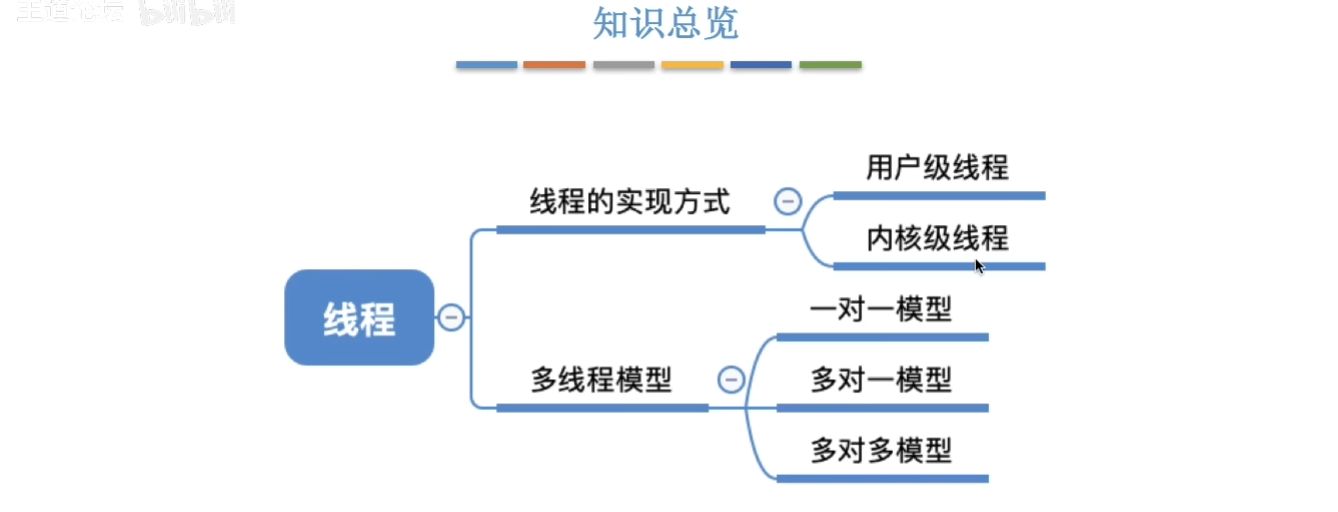 王道论坛 bilibili
知识总览
用户级线程
线程的实现方式
内核级线程
线程
一对一模型
多线程模型
多对一模型
多对多模型